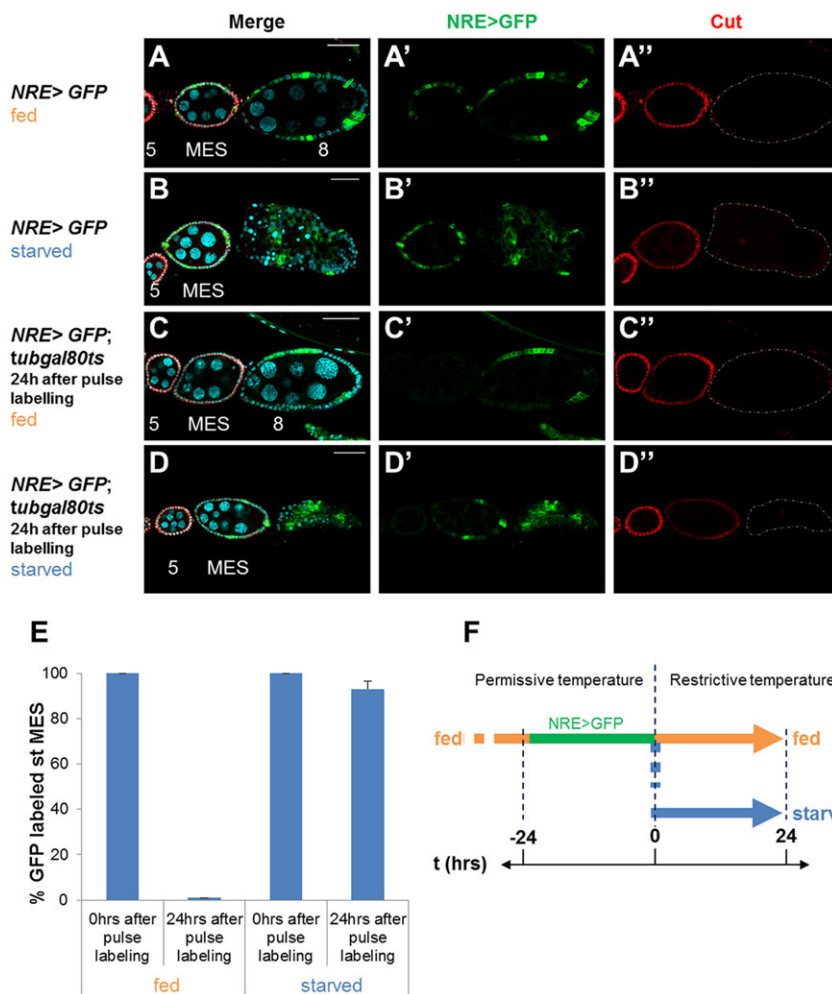 Merge NRE>GFP Cut
NRE> GFP
fed
A A' A''
5 MES 8
NRE> GFP
starved
B B' B''
5 MES
NRE> GFP;
tubgal80ts
24h after pulse
labelling
fed
C C' C''
5 MES 8
NRE> GFP;
tubgal80ts
24h after pulse
labelling
starved
D D' D''
5 MES
E
% GFP labeled st MES
100
80
60
40
20
0
0hrs after pulse labeling
24hrs after pulse labeling
0hrs after pulse labeling
24hrs after pulse labeling
fed starved
F
Permissive temperature Restrictive temperature
NRE>GFP
fed fed
starv
-24 0 24
t (hrs)